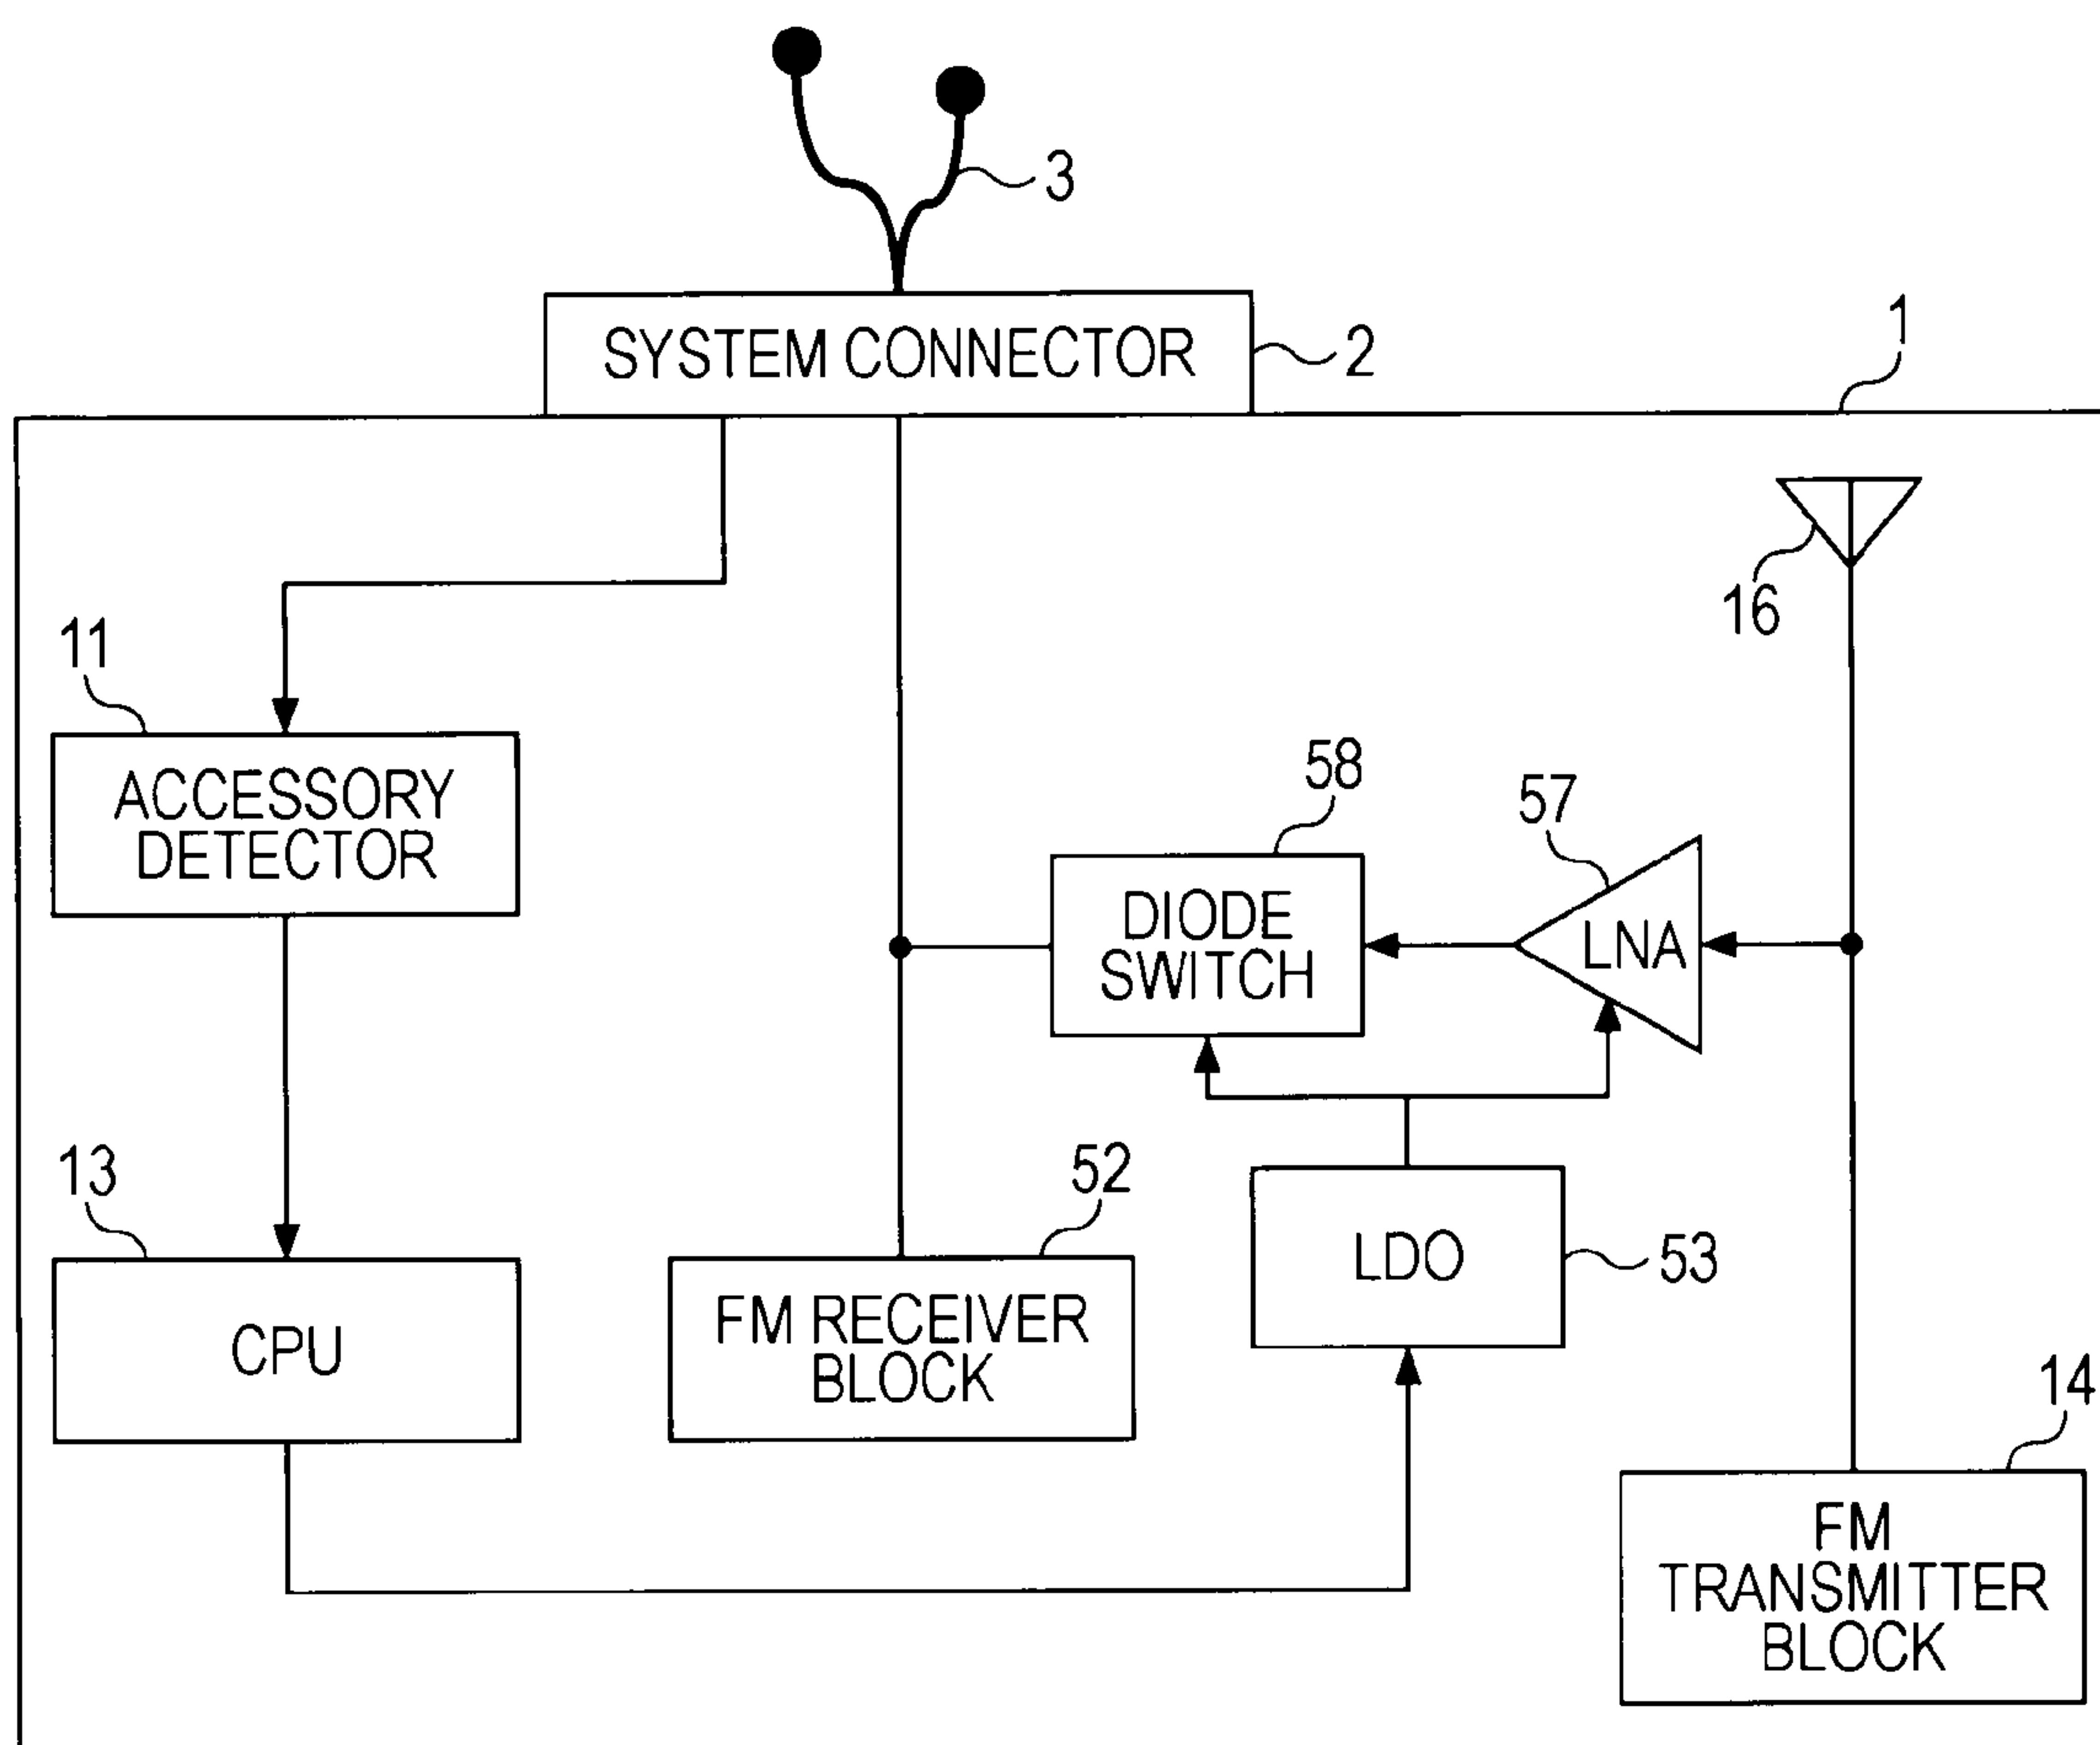 3
SYSTEM CONNECTOR
2
1
16
11
ACCESSORY
DETECTOR
58
57
DIODE
SWITCH
LNA
13
CPU
52
FM RECEIVER
BLOCK
LDO
53
14
FM
TRANSMITTER
BLOCK